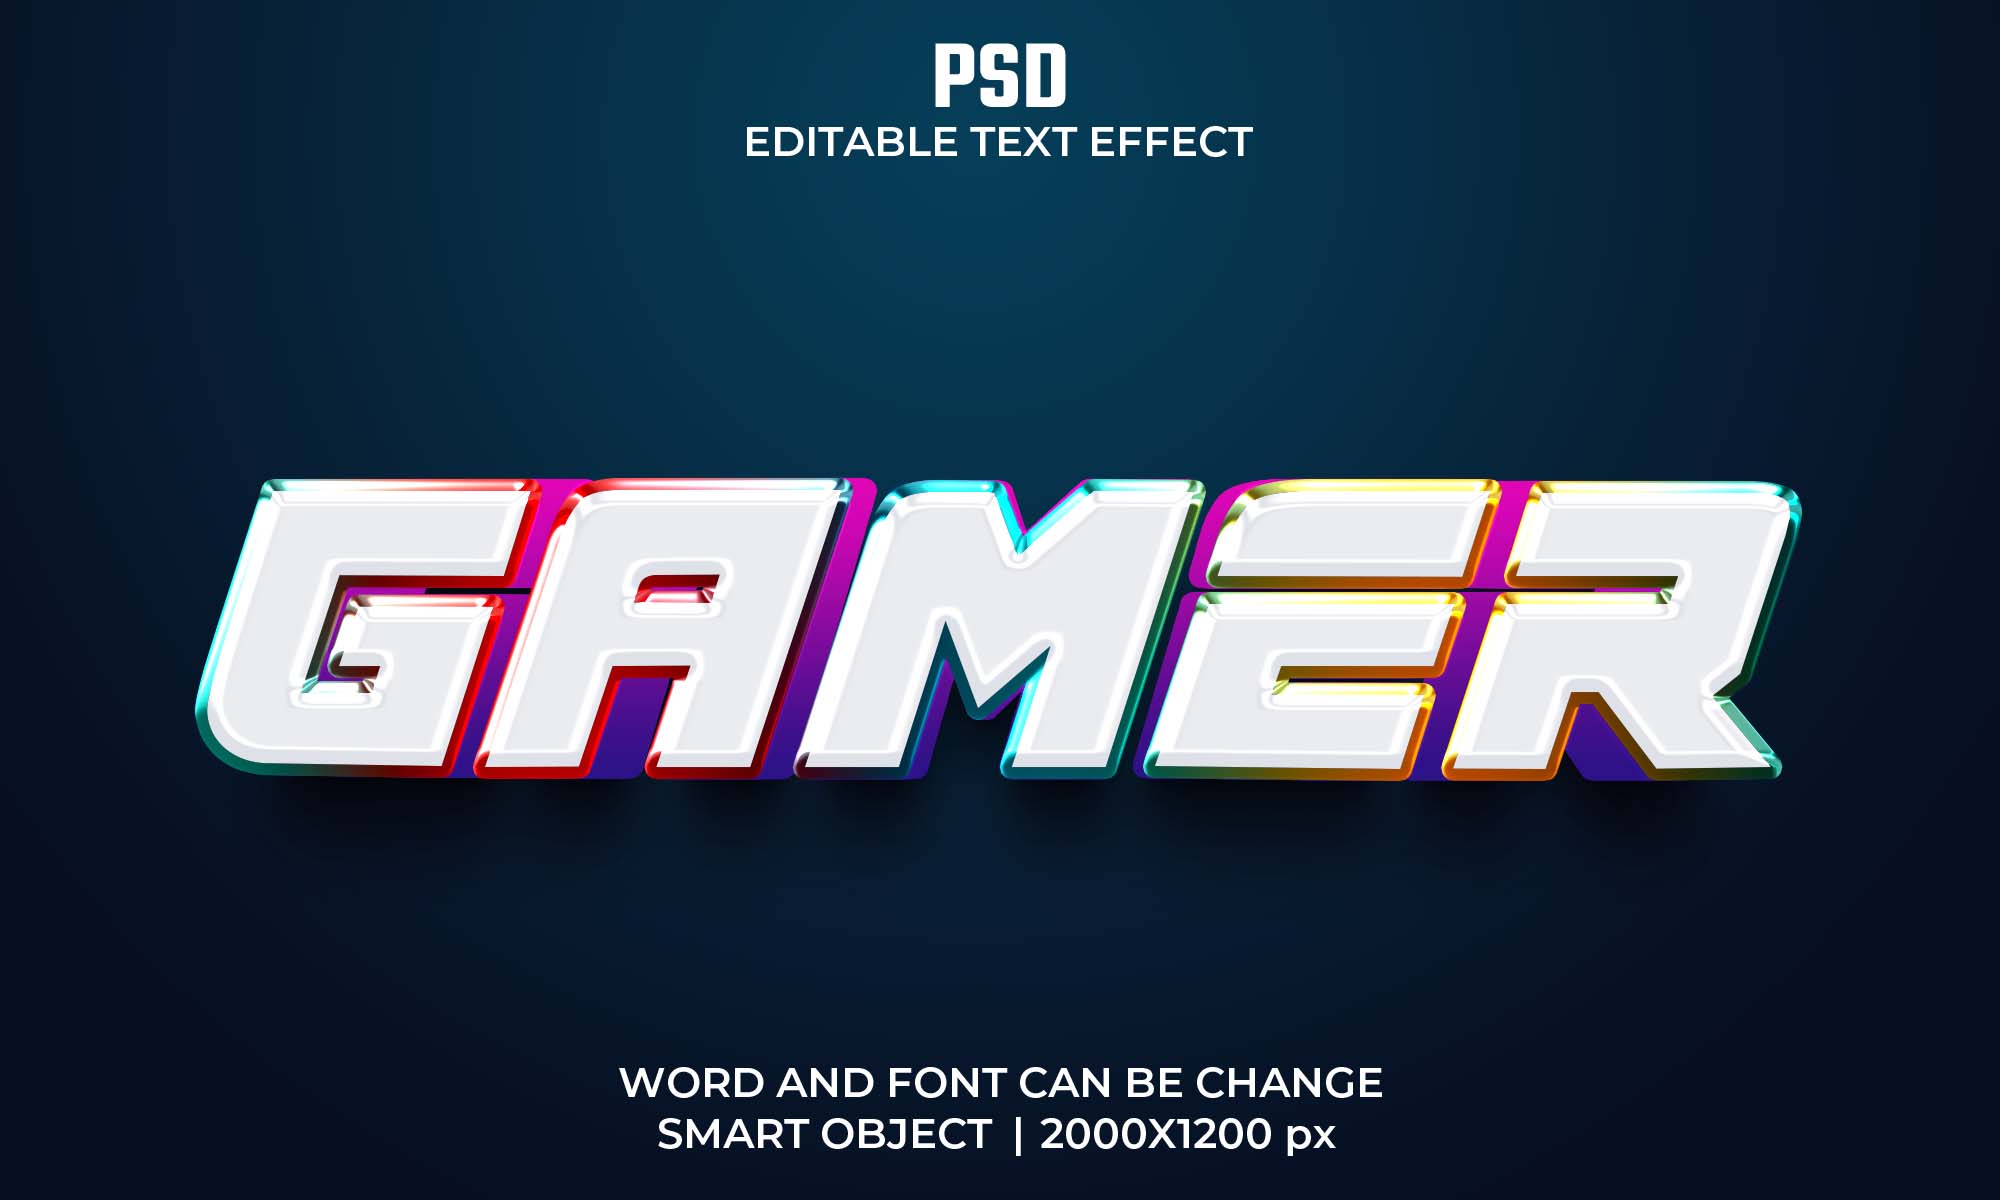 PSD
EDITABLE TEXT EFFECT
GAMER
WORD AND FONT CAN BE CHANGE
SMART OBJECT | 2000X1200 px